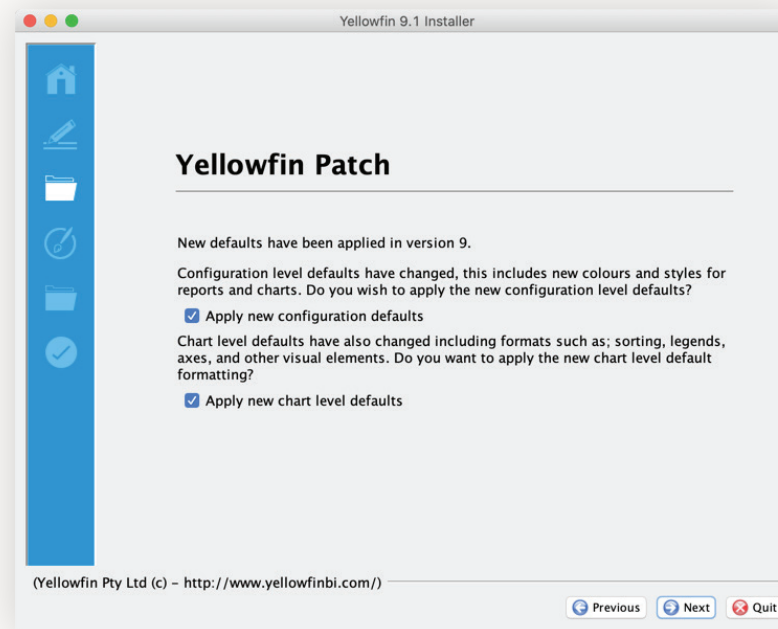 Yellowfin 9.1 Installer
Yellowfin Patch
New defaults have been applied in version 9.
Configuration level defaults have changed, this includes new colours and styles for
reports and charts. Do you wish to apply the new configuration level defaults?
Apply new configuration defaults
Chart level defaults have also changed including formats such as; sorting, legends,
axes, and other visual elements. Do you want to apply the new chart level default
formatting?
Apply new chart level defaults
(Yellowfin Pty Ltd (c) – http://www.yellowfinbi.com/)
Previous Next Quit